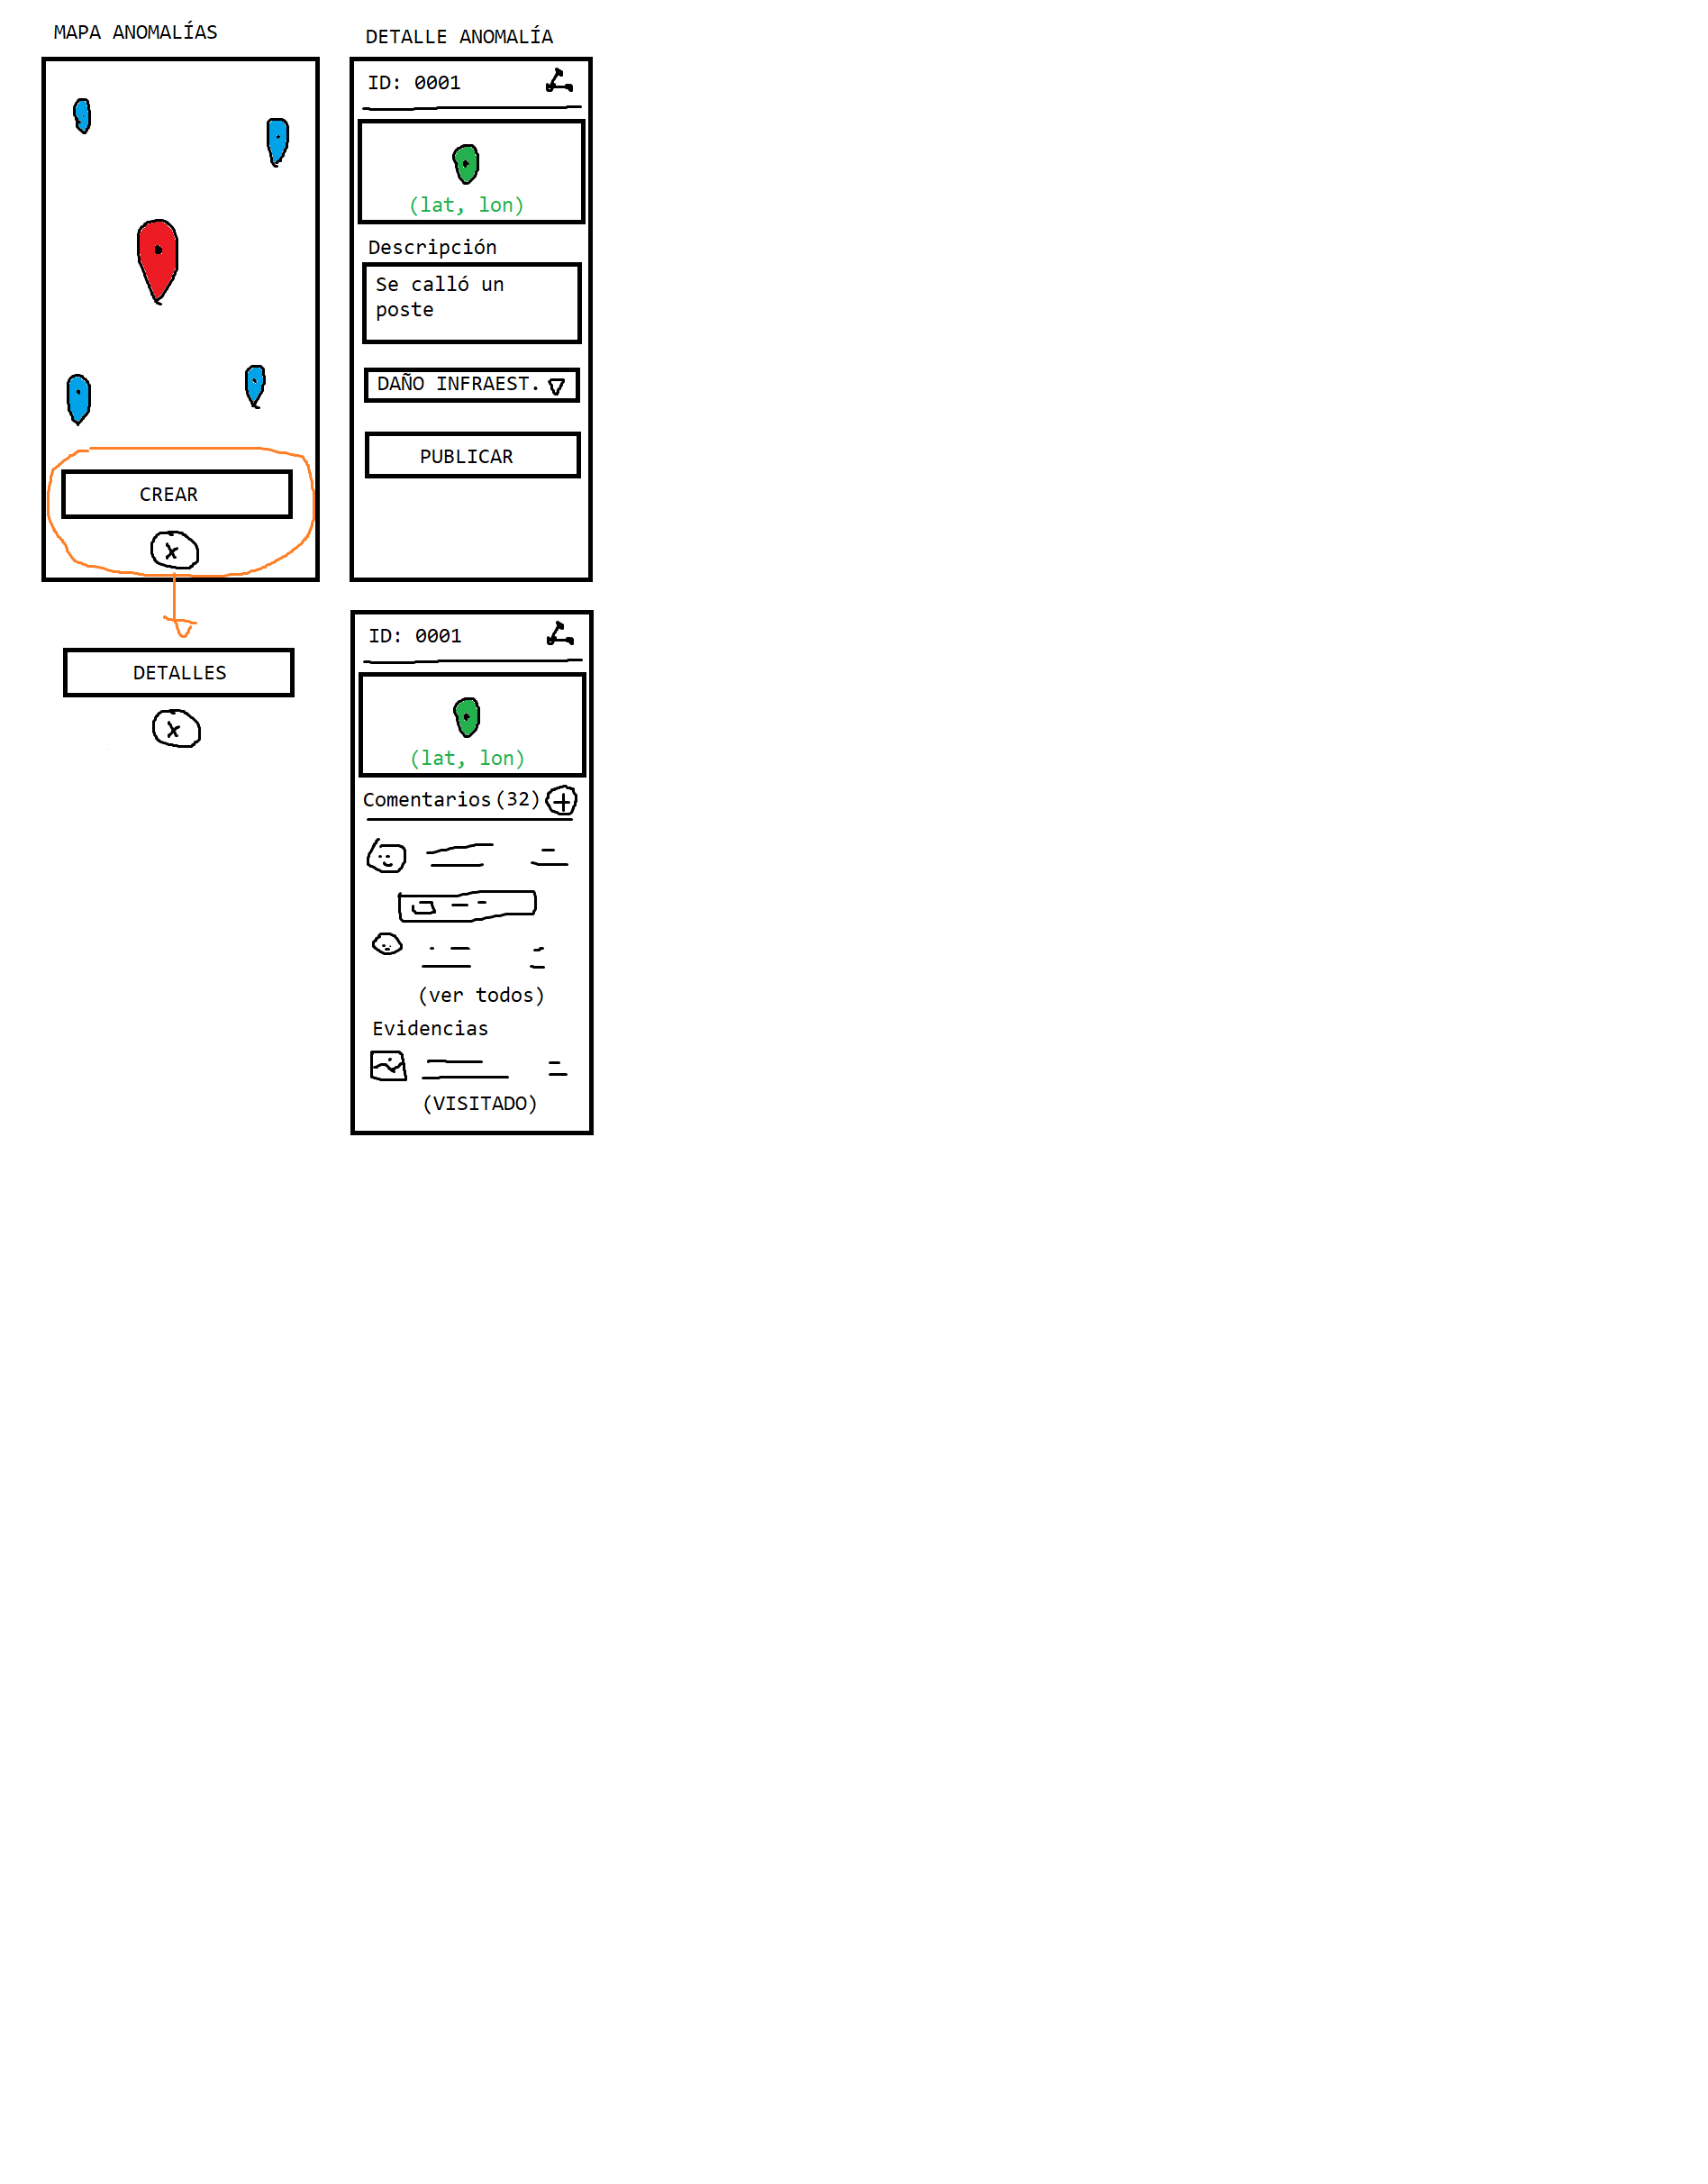 MAPA ANOMALÍAS
CREAR
X
DETALLES
X
DETALLE ANOMALÍA
ID: 0001
(lat, lon)
Descripción
Se calló un
poste
DAÑO INFRAEST.
PUBLICAR
ID: 0001
(lat, lon)
Comentarios (32) +
(ver todos)
Evidencias
(VISITADO)